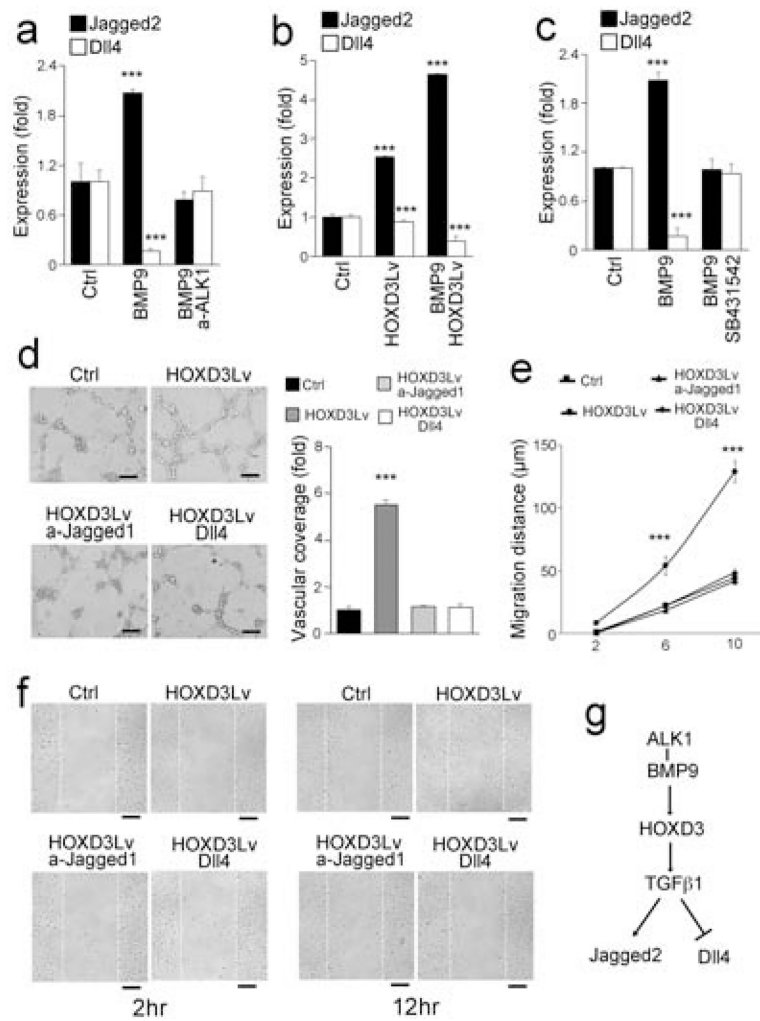 a
Jagged2
Dll4
Expression (fold)
2.4
1.8
1.2
0.6
0
***
***
Ctrl
BMP9
BMP9
a-ALK1
b
Jagged2
Dll4
Expression (fold)
5
4
3
2
1
0
***
***
***
***
Ctrl
HOXD3Lv
BMP9
HOXD3Lv
c
Jagged2
Dll4
Expression (fold)
2.4
1.8
1.2
0.6
0
***
***
Ctrl
BMP9
BMP9
SB431542
d
Ctrl
HOXD3Lv
HOXD3Lv
a-Jagged1
HOXD3Lv
Dll4
Ctrl
HOXD3Lv
a-Jagged1
HOXD3Lv
HOXD3Lv
Dll4
Vascular coverage (fold)
8
6
4
2
0
***
e
Ctrl
HOXD3Lv
a-Jagged1
HOXD3Lv
HOXD3Lv
Dll4
Migration distance (µm)
150
100
50
0
***
***
2
6
10
f
Ctrl
HOXD3Lv
HOXD3Lv
a-Jagged1
HOXD3Lv
Dll4
2hr
Ctrl
HOXD3Lv
HOXD3Lv
a-Jagged1
HOXD3Lv
Dll4
12hr
g
ALK1
BMP9
HOXD3
TGFβ1
Jagged2
Dll4